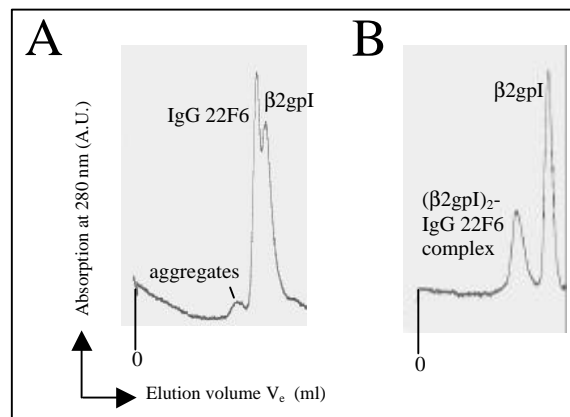 A
B
IgG 22F6
β2gpI
β2gpI
(β2gpI)₂-
IgG 22F6
complex
aggregates
0
0
Absorption at 280 nm (A.U.)
Elution volume Vₑ (ml)